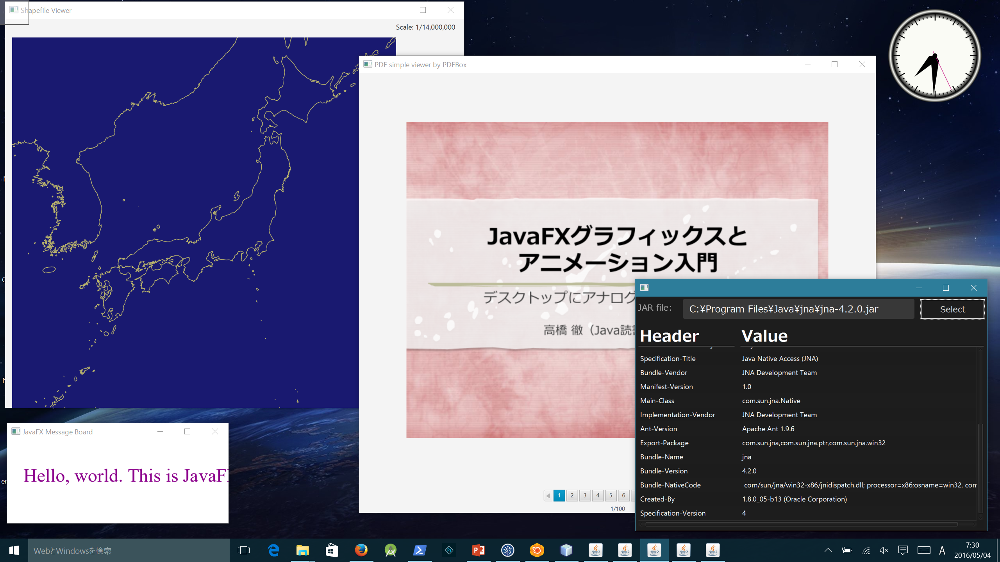 Shapefile Viewer
Scale: 1/14,000,000
PDF simple viewer by PDFBox
JavaFXグラフィックスと
アニメーション入門
デスクトップにアナログ
高橋 徹（Java読
1
2
3
4
5
6
1/100
JAR file:
C:¥Program Files¥Java¥jna¥jna-4.2.0.jar
Select
Header Value
Specification-Title Java Native Access (JNA)
Bundle-Vendor JNA Development Team
Manifest-Version 1.0
Main-Class com.sun.jna.Native
Implementation-Vendor JNA Development Team
Ant-Version Apache Ant 1.9.6
Export-Package com.sun.jna,com.sun.jna.ptr,com.sun.jna.win32
Bundle-Name jna
Bundle-Version 4.2.0
Bundle-NativeCode com/sun/jna/win32-x86/jnidispatch.dll; processor=x86;osname=win32, com
Created-By 1.8.0_05-b13 (Oracle Corporation)
Specification-Version 4
JavaFX Message Board
Hello, world. This is JavaF
WebとWindowsを検索
Ps
A
7:30
2016/05/04